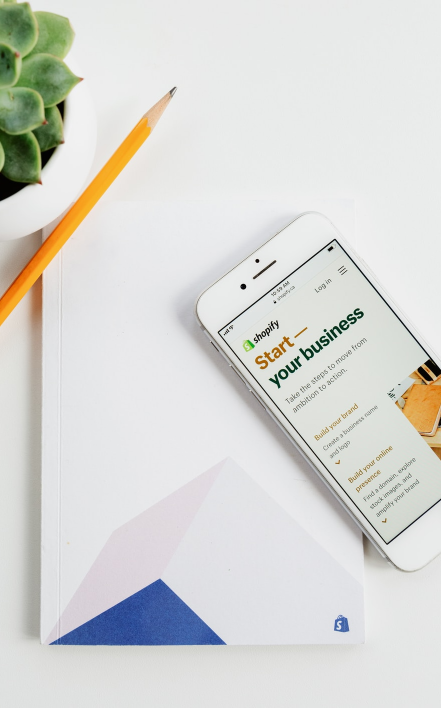 10:59 AM
shopify
Log in
Start —
your business
Take the steps to move from
ambition to action.
Build your brand
Create a business name
and logo
Build your online
presence
Find a domain, explore
stock images, and
amplify your brand
S